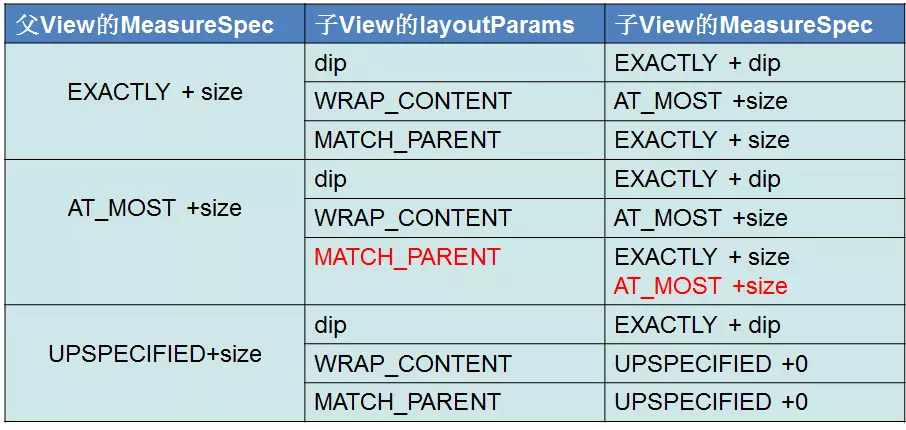 父View的MeasureSpec 子View的layoutParams 子View的MeasureSpec
EXACTLY + size
dip EXACTLY + dip
WRAP_CONTENT AT_MOST +size
MATCH_PARENT EXACTLY + size
AT_MOST +size
dip EXACTLY + dip
WRAP_CONTENT AT_MOST +size
MATCH_PARENT EXACTLY + size
AT_MOST +size
UPSPECIFIED+size
dip EXACTLY + dip
WRAP_CONTENT UPSPECIFIED +0
MATCH_PARENT UPSPECIFIED +0